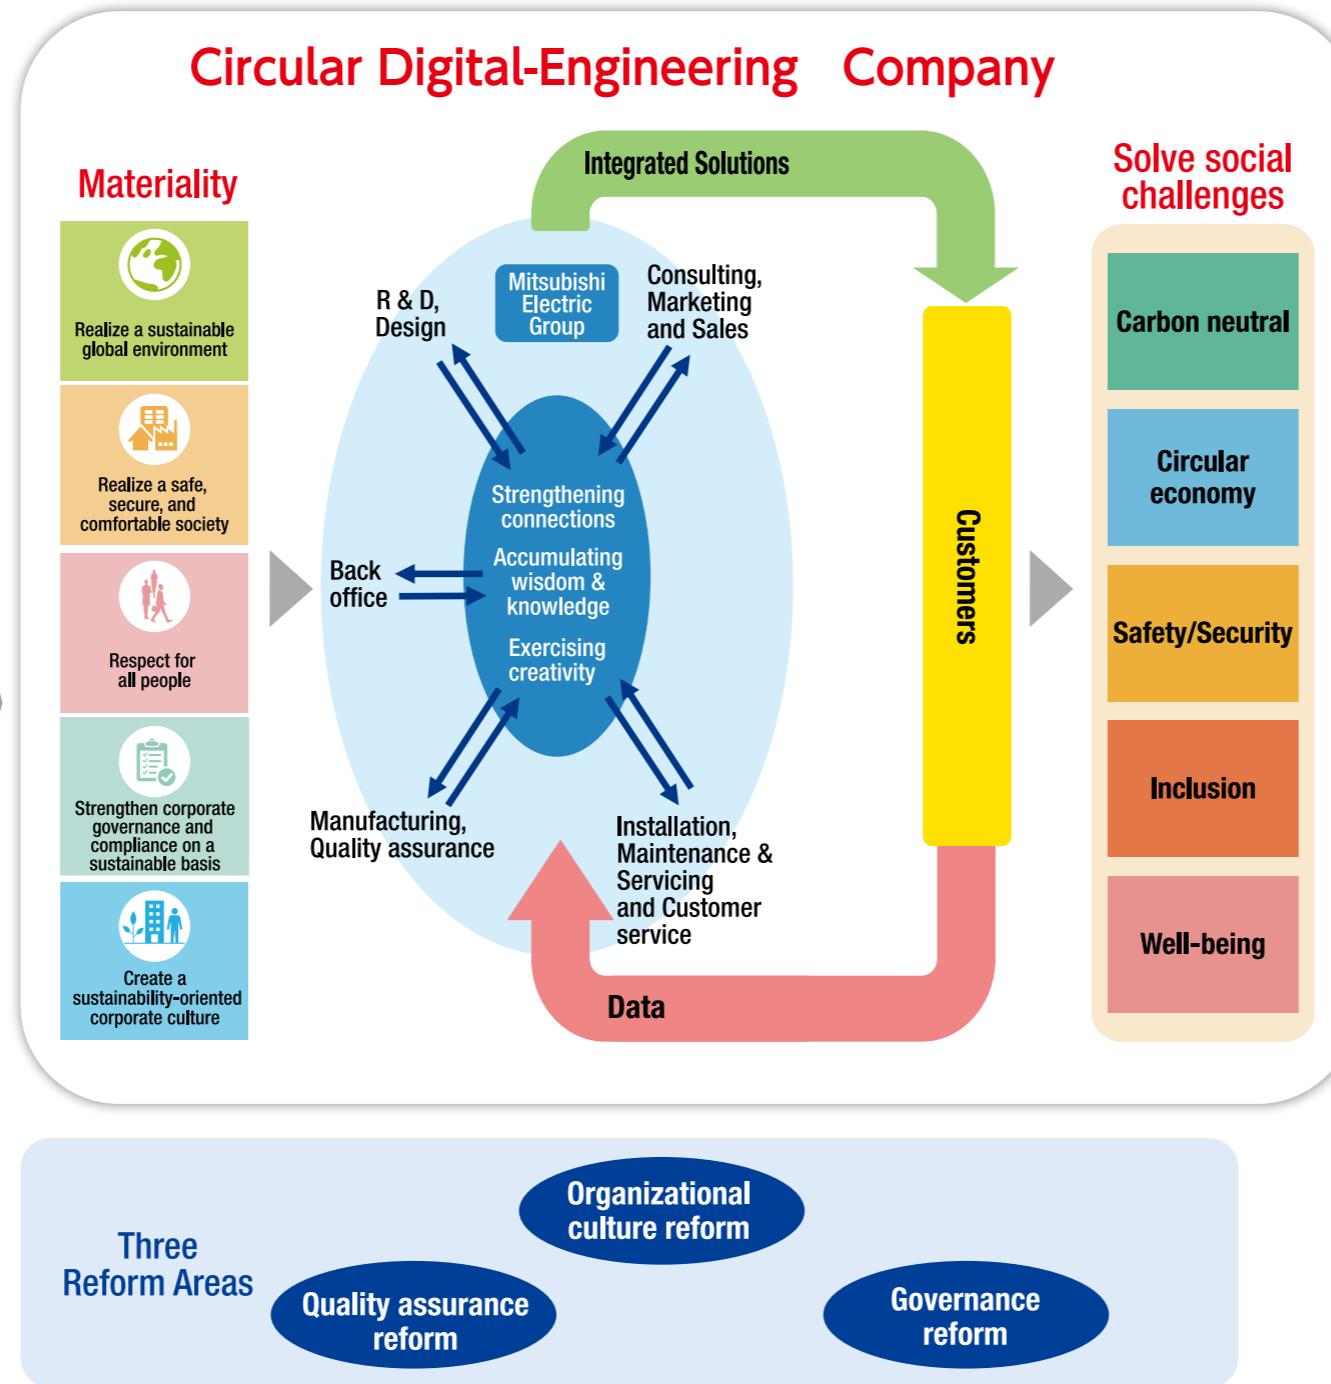 Circular Digital-Engineering Company
Materiality
Realize a sustainable
global environment
Realize a safe,
secure, and
comfortable society
Respect for
all people
Strengthen corporate
governance and
compliance on a
sustainable basis
Create a
sustainability-oriented
corporate culture
Integrated Solutions
Mitsubishi
Electric
Group
R & D,
Design
Consulting,
Marketing
and Sales
Strengthening
connections
Accumulating
wisdom &
knowledge
Exercising
creativity
Back
office
Manufacturing,
Quality assurance
Installation,
Maintenance &
Servicing
and Customer
service
Customers
Data
Solve social
challenges
Carbon neutral
Circular
economy
Safety/Security
Inclusion
Well-being
Three
Reform Areas
Organizational
culture reform
Quality assurance
reform
Governance
reform